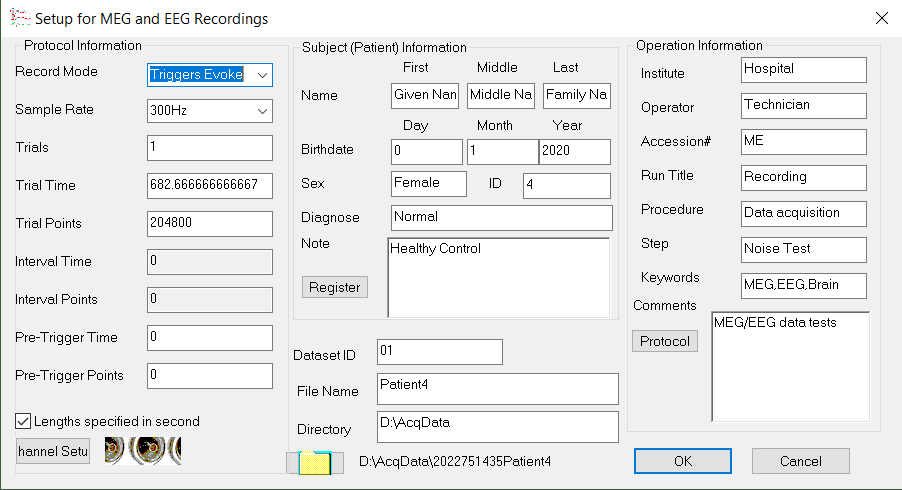 Setup for MEG and EEG Recordings
Protocol Information
Record Mode Triggers Evoke
Sample Rate 300Hz
Trials 1
Trial Time 682.666666666667
Trial Points 204800
Interval Time 0
Interval Points 0
Pre-Trigger Time 0
Pre-Trigger Points 0
Lengths specified in second
hannel Setu
Subject (Patient) Information
First Middle Last
Name Given Nan Middle Na Family Na
Day Month Year
Birthdate 0 1 2020
Sex Female ID 4
Diagnose Normal
Note Healthy Control
Register
Dataset ID 01
File Name Patient4
Directory D:\AcqData
D:\AcqData\2022751435Patient4
Operation Information
Institute Hospital
Operator Technician
Accession# ME
Run Title Recording
Procedure Data acquisition
Step Noise Test
Keywords MEG,EEG,Brain
Comments
MEG/EEG data tests
Protocol
OK Cancel